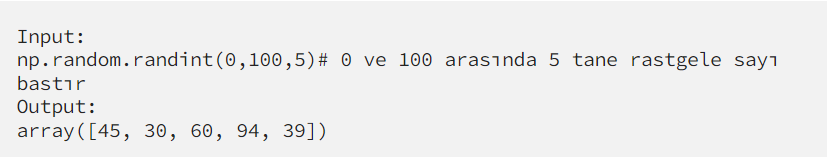 Input:
np.random.randint(0,100,5)# 0 ve 100 arasında 5 tane rastgele sayı
bastır
Output:
array([45, 30, 60, 94, 39])